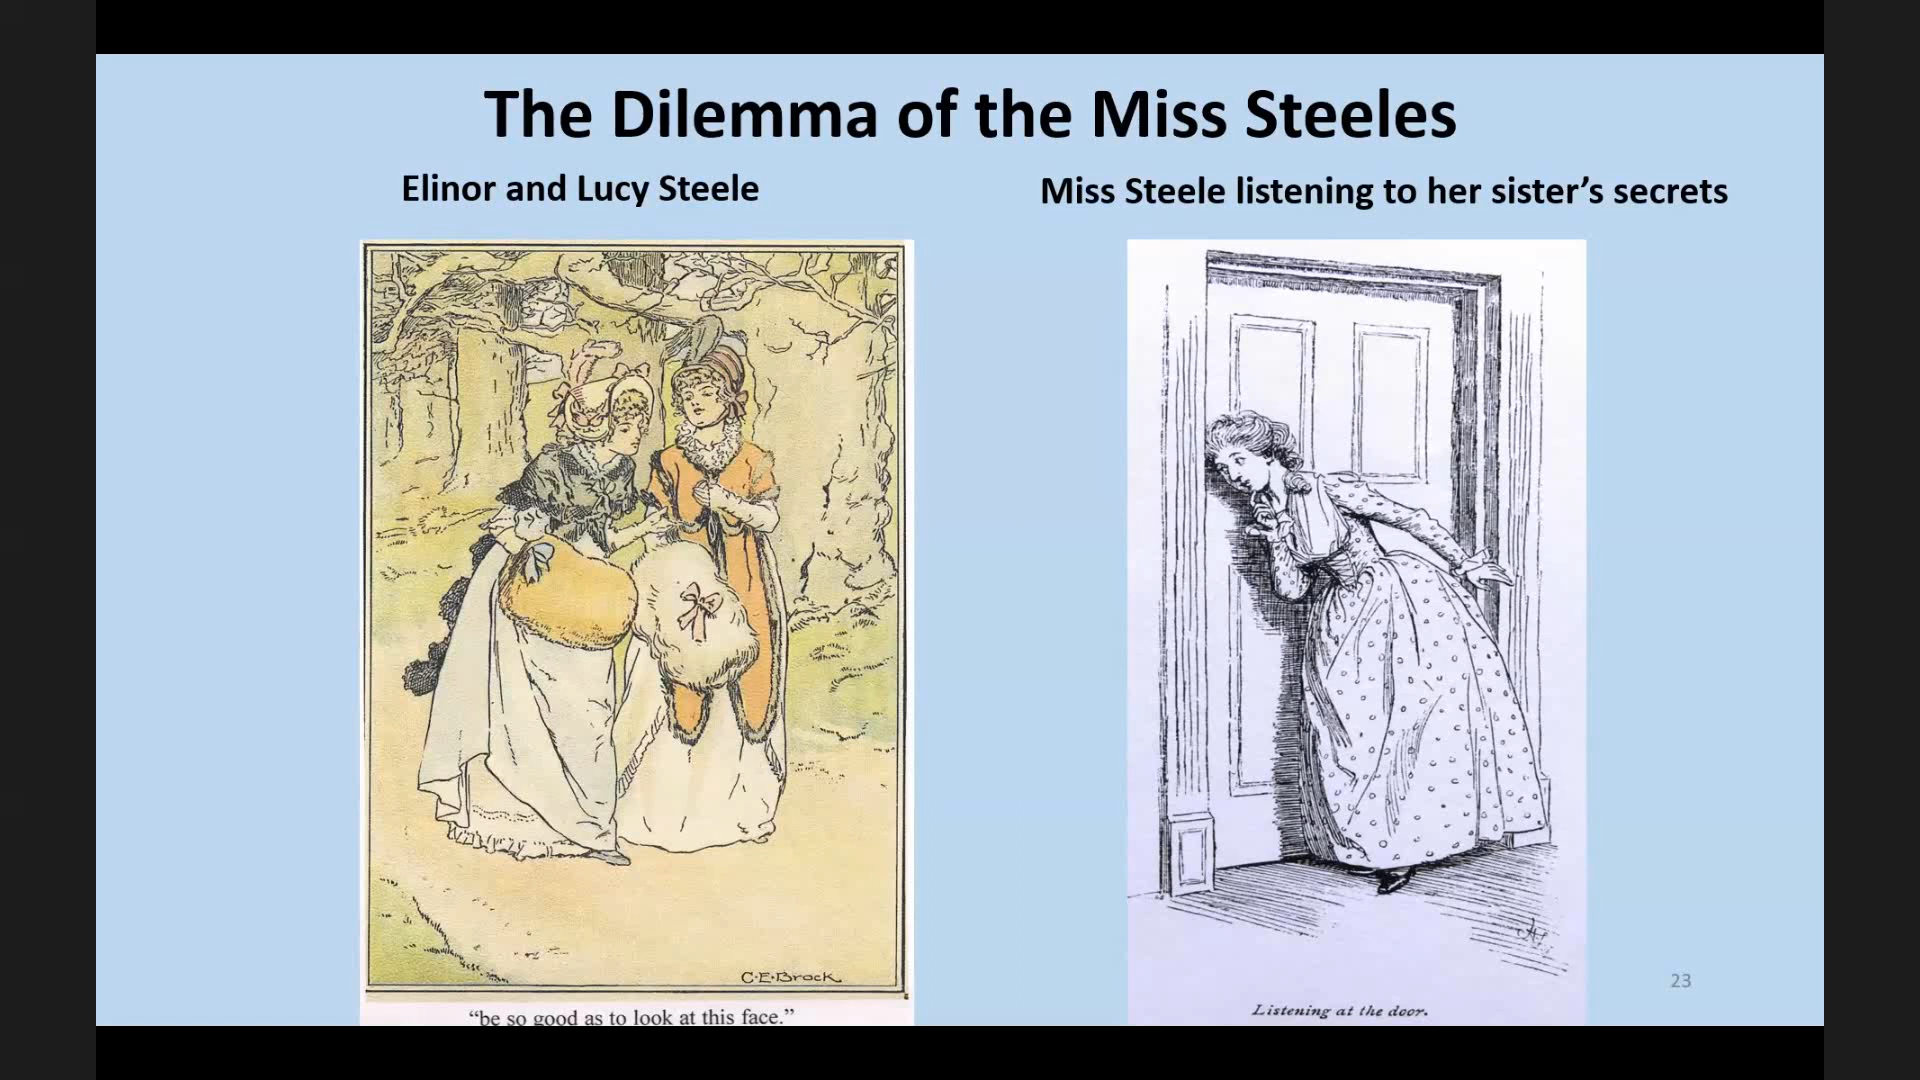 The Dilemma of the Miss Steeles
Elinor and Lucy Steele
Miss Steele listening to her sister’s secrets
C·E·Brock
“be so good as to look at this face.”
Listening at the door.
23